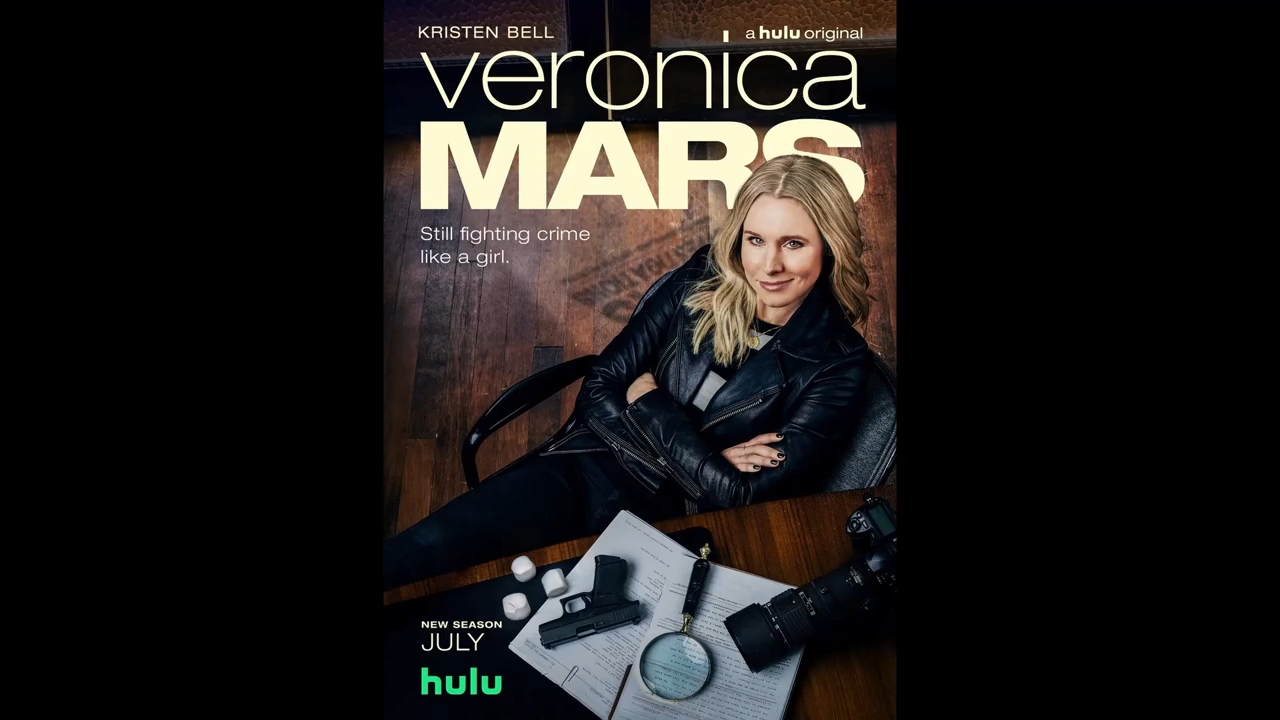 KRISTEN BELL
a hulu original
veronica
MARS
Still fighting crime
like a girl.
NEW SEASON
JULY
hulu